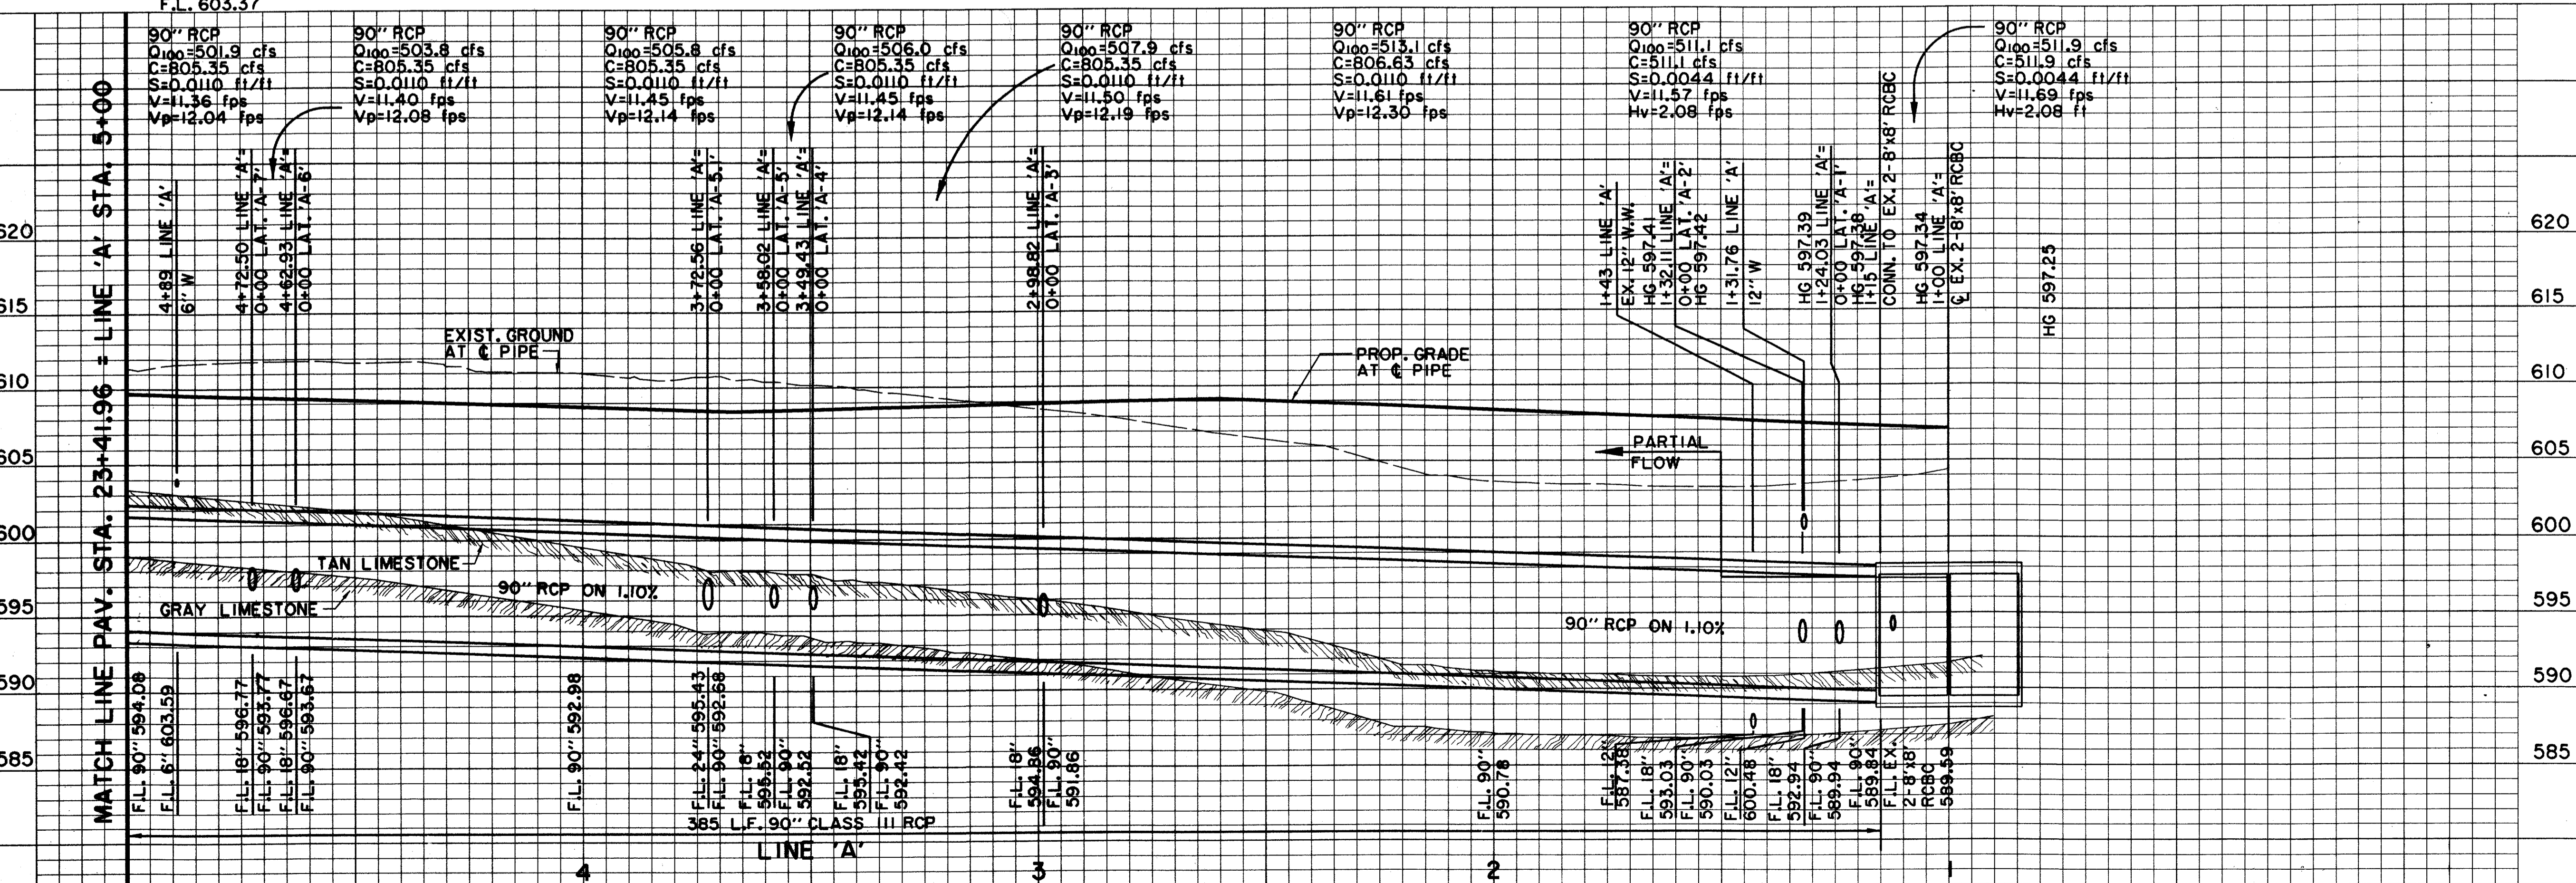 F.L. 603.37
90" RCP
Q100=501.9 cfs
C=805.35 cfs
S=0.0110 ft/ft
V=11.36 fps
Vp=12.04 fps
90" RCP
Q100=503.8 cfs
C=805.35 cfs
S=0.0110 ft/ft
V=11.40 fps
Vp=12.08 fps
90" RCP
Q100=505.8 cfs
C=805.35 cfs
S=0.0110 ft/ft
V=11.45 fps
Vp=12.14 fps
90" RCP
Q100=506.0 cfs
C=805.35 cfs
S=0.0110 ft/ft
V=11.45 fps
Vp=12.14 fps
90" RCP
Q100=507.9 cfs
C=805.35 cfs
S=0.0110 ft/ft
V=11.50 fps
Vp=12.19 fps
90" RCP
Q100=513.1 cfs
C=806.63 cfs
S=0.0110 ft/ft
V=11.61 fps
Vp=12.30 fps
90" RCP
Q100=511.1 cfs
C=511.1 cfs
S=0.0044 ft/ft
V=11.57 fps
Hv=2.08 fps
90" RCP
Q100=511.9 cfs
C=511.9 cfs
S=0.0044 ft/ft
V=11.69 fps
Hv=2.08 ft
MATCH LINE PAV. STA. 23+41.96 = LINE 'A' STA. 5+00
4+89 LINE 'A'
6" W
4+72.50 LINE 'A'=
0+00 LAT. 'A-7'
4+62.93 LINE 'A'=
0+00 LAT. 'A-6'
3+72.56 LINE 'A'=
0+00 LAT. 'A-5.1'
3+58.02 LINE 'A'=
0+00 LAT. 'A-5'
3+49.43 LINE 'A'=
0+00 LAT. 'A-4'
2+98.82 LINE 'A'=
0+00 LAT. 'A-3'
1+43 LINE 'A'
EX. 12" W.W.
HG 597.41
1+32.11 LINE 'A'=
0+00 LAT. 'A-2'
HG 597.42
1+31.76 LINE 'A'
12" W
HG 597.39
1+24.03 LINE 'A'=
0+00 LAT. 'A-1'
HG 597.38
1+15 LINE 'A'=
CONN. TO EX. 2-8'x8' RCBC
HG 597.34
1+00 LINE 'A'=
℄ EX. 2-8'x8' RCBC
HG 597.25
620
615
610
605
600
595
590
585
620
615
610
605
600
595
590
585
EXIST. GROUND
AT ℄ PIPE
PROP. GRADE
AT ℄ PIPE
PARTIAL
FLOW
TAN LIMESTONE
GRAY LIMESTONE
90" RCP ON 1.10%
90" RCP ON 1.10%
F.L. 90" 594.08
F.L. 6" 603.59
F.L. 18" 596.77
F.L. 90" 593.77
F.L. 18" 596.67
F.L. 90" 593.67
F.L. 90" 592.98
F.L. 24" 595.43
F.L. 90" 592.68
F.L. 18"
595.52
F.L. 90"
592.52
F.L. 18"
595.42
F.L. 90"
592.42
F.L. 18"
594.86
F.L. 90"
591.86
F.L. 90"
590.78
F.L. 12"
587.38
F.L. 18"
593.03
F.L. 90"
590.03
F.L. 12"
600.48
F.L. 18"
592.94
F.L. 90"
589.94
F.L. 90"
589.84
F.L. EX.
2-8'x8'
RCBC
589.59
385 L.F. 90" CLASS III RCP
LINE 'A'
4
3
2
1